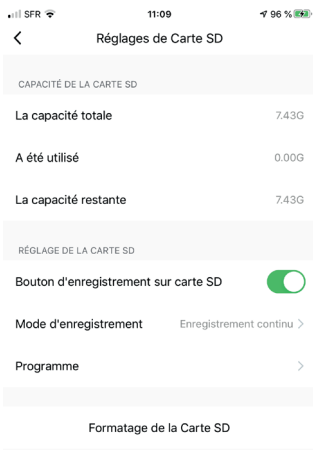 SFR 11:09 96 %
Réglages de Carte SD
CAPACITÉ DE LA CARTE SD
La capacité totale 7.43G
A été utilisé 0.00G
La capacité restante 7.43G
RÉGLAGE DE LA CARTE SD
Bouton d'enregistrement sur carte SD
Mode d'enregistrement Enregistrement continu
Programme
Formatage de la Carte SD